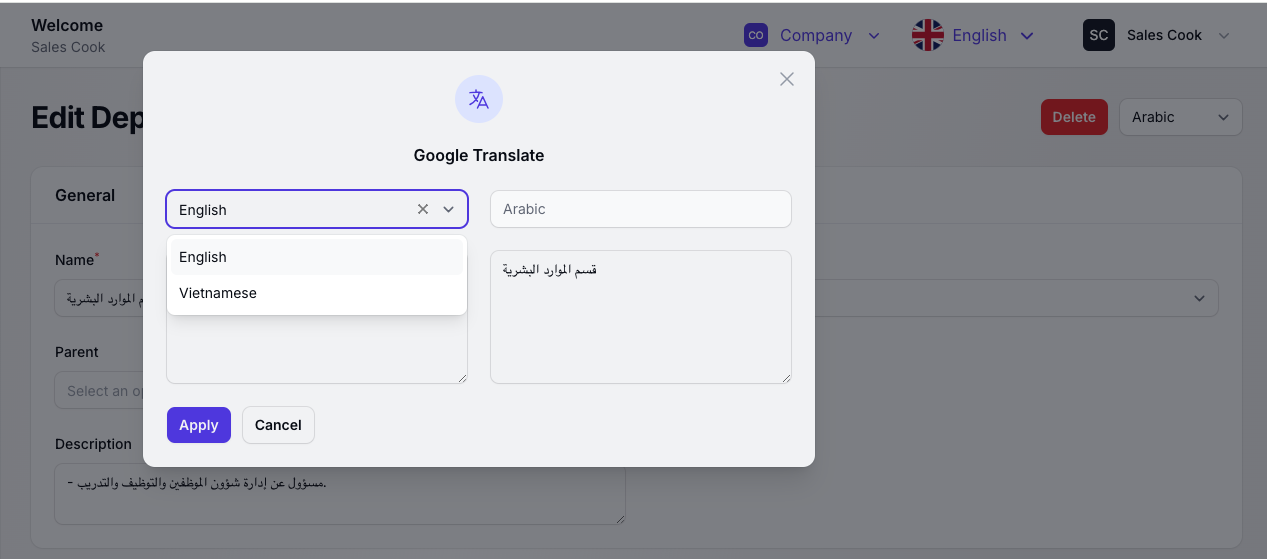 Welcome
Sales Cook
CO Company
English
SC Sales Cook
Edit Dep
Delete
Arabic
Google Translate
General
English
Arabic
English
Vietnamese
قسم الموارد البشرية
Name*
الموارد البشرية
Parent
Select an op
Apply
Cancel
Description
- مسؤول عن إدارة شؤون الموظفين والتوظيف والتدريب.